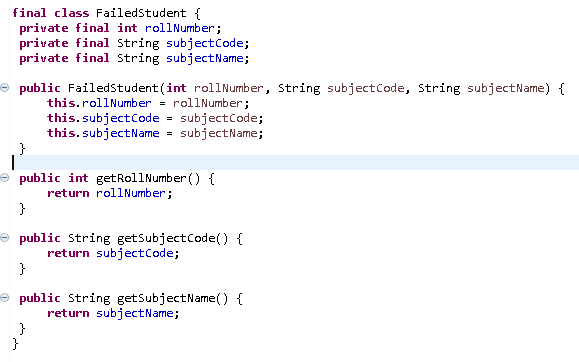 final class FailedStudent {
private final int rollNumber;
private final String subjectCode;
private final String subjectName;
public FailedStudent(int rollNumber, String subjectCode, String subjectName) {
this.rollNumber = rollNumber;
this.subjectCode = subjectCode;
this.subjectName = subjectName;
}
public int getRollNumber() {
return rollNumber;
}
public String getSubjectCode() {
return subjectCode;
}
public String getSubjectName() {
return subjectName;
}
}